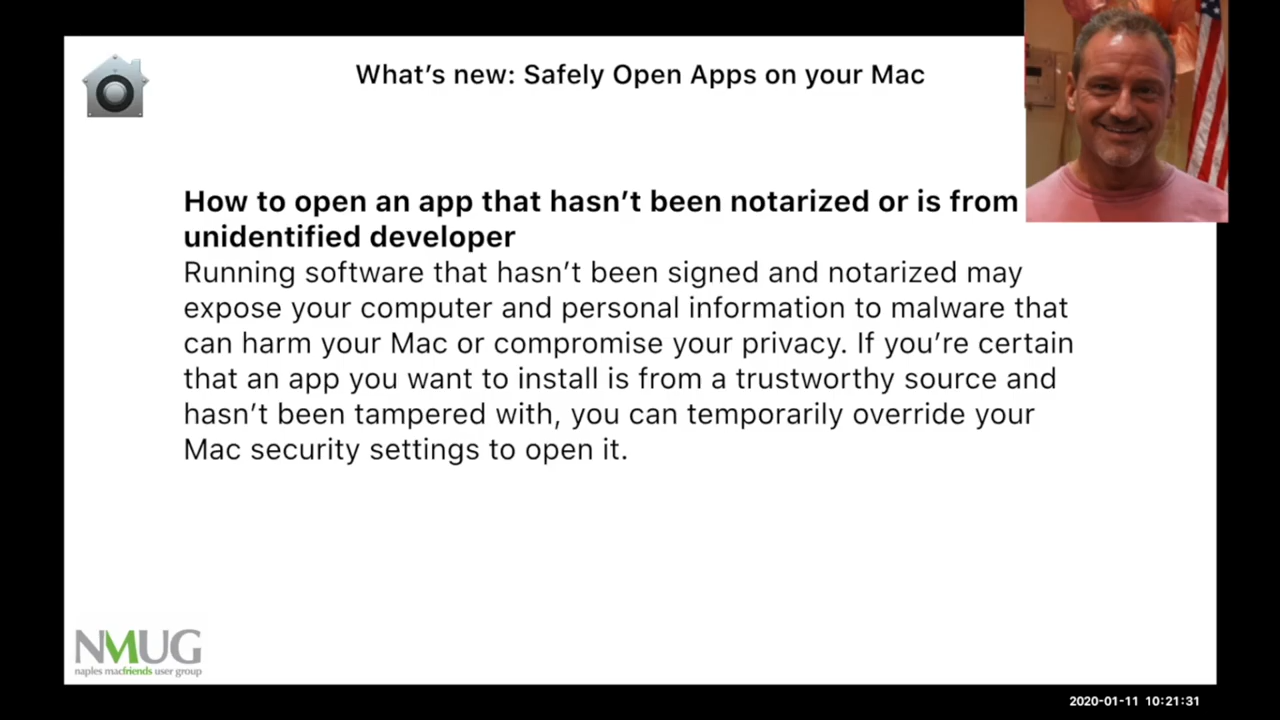 What's new: Safely Open Apps on your Mac
How to open an app that hasn't been notarized or is from
unidentified developer
Running software that hasn't been signed and notarized may
expose your computer and personal information to malware that
can harm your Mac or compromise your privacy. If you're certain
that an app you want to install is from a trustworthy source and
hasn't been tampered with, you can temporarily override your
Mac security settings to open it.
NMUG
naples macfriends user group
2020-01-11 10:21:31